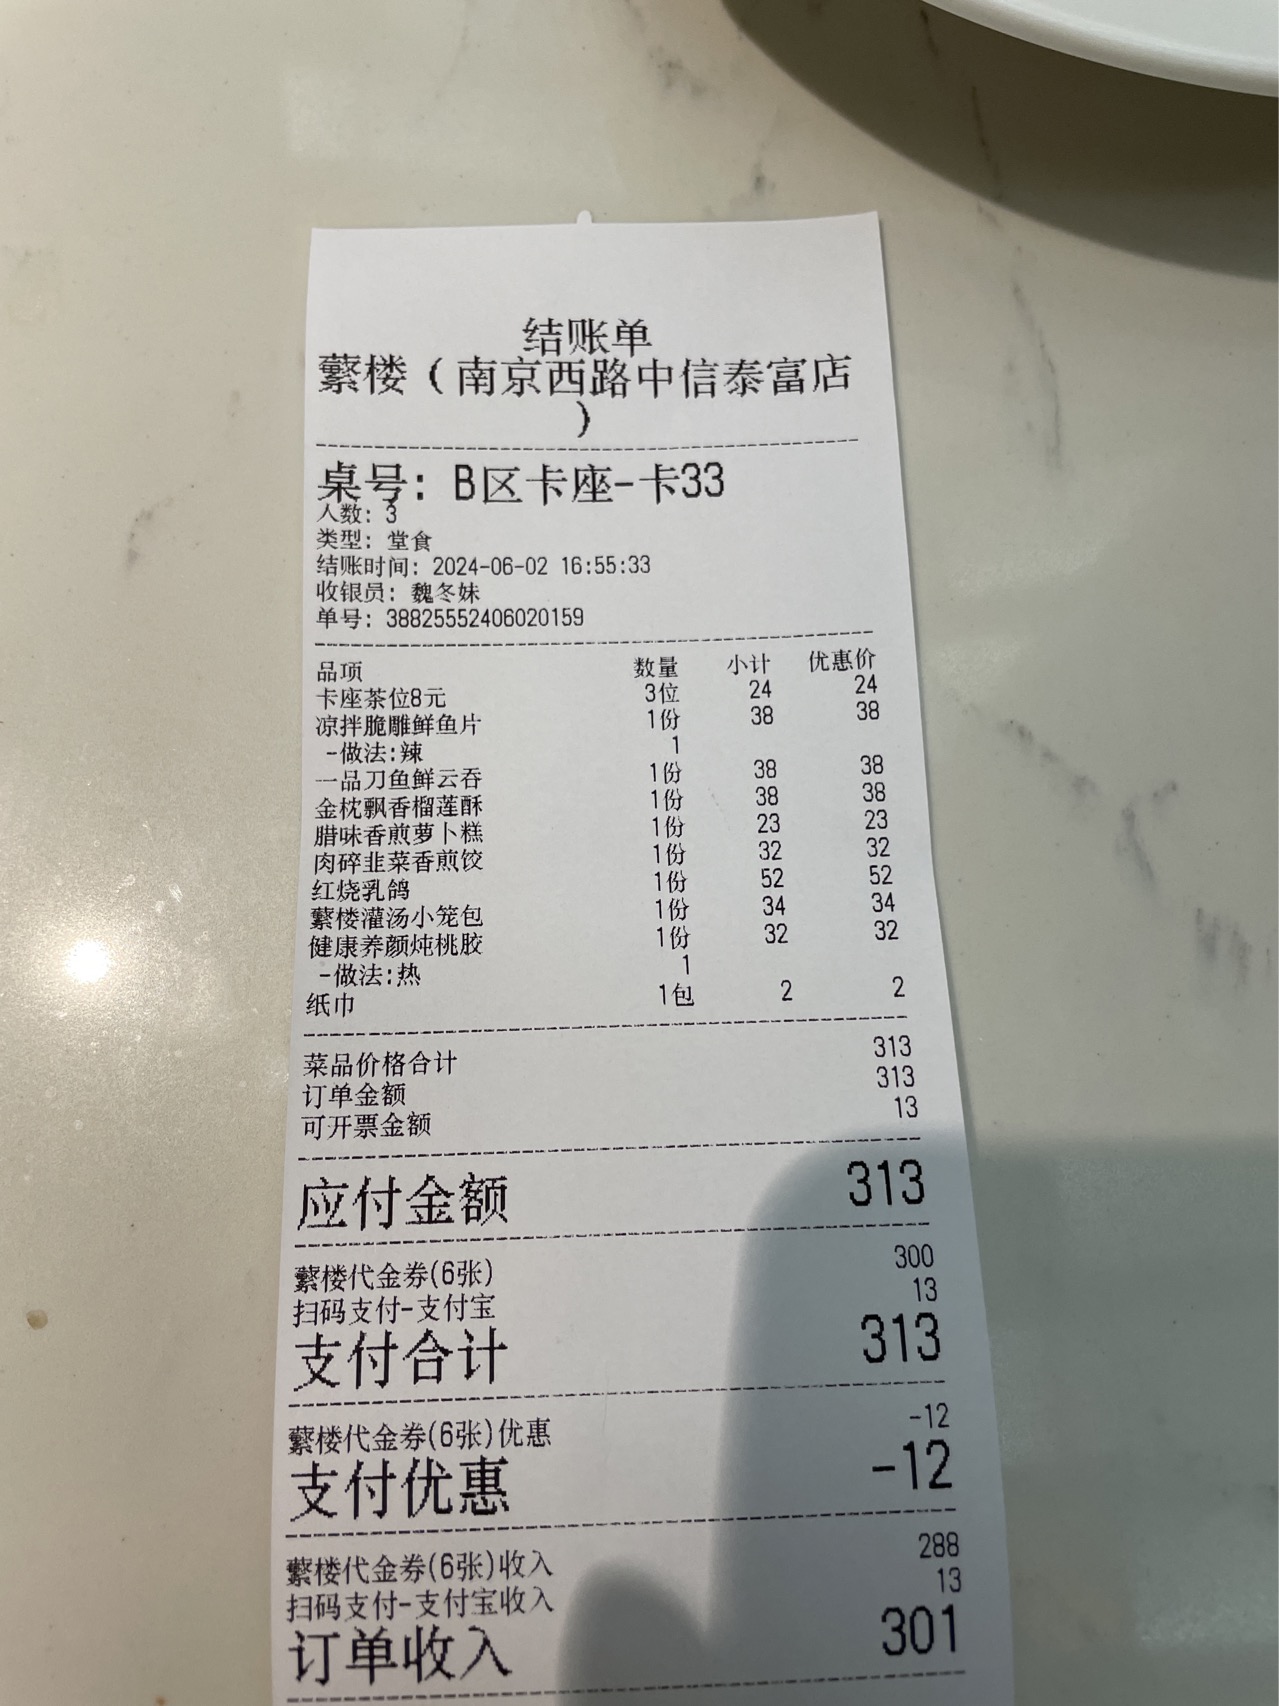 结账单
蘩楼（南京西路中信泰富店
）
桌号: B区卡座-卡33
人数: 3
类型: 堂食
结账时间: 2024-06-02 16:55:33
收银员: 魏冬妹
单号: 38825552406020159
品项 数量 小计 优惠价
卡座茶位8元 3位 24 24
凉拌脆雕鲜鱼片 1份 38 38
-做法:辣 1
一品刀鱼鲜云吞 1份 38 38
金枕飘香榴莲酥 1份 38 38
腊味香煎萝卜糕 1份 23 23
肉碎韭菜香煎饺 1份 32 32
红烧乳鸽 1份 52 52
蘩楼灌汤小笼包 1份 34 34
健康养颜炖桃胶 1份 32 32
-做法:热 1
纸巾 1包 2 2
菜品价格合计 313
订单金额 313
可开票金额 13
应付金额 313
蘩楼代金券(6张) 300
扫码支付-支付宝 13
支付合计 313
蘩楼代金券(6张)优惠 -12
支付优惠 -12
蘩楼代金券(6张)收入 288
扫码支付-支付宝收入 13
订单收入 301